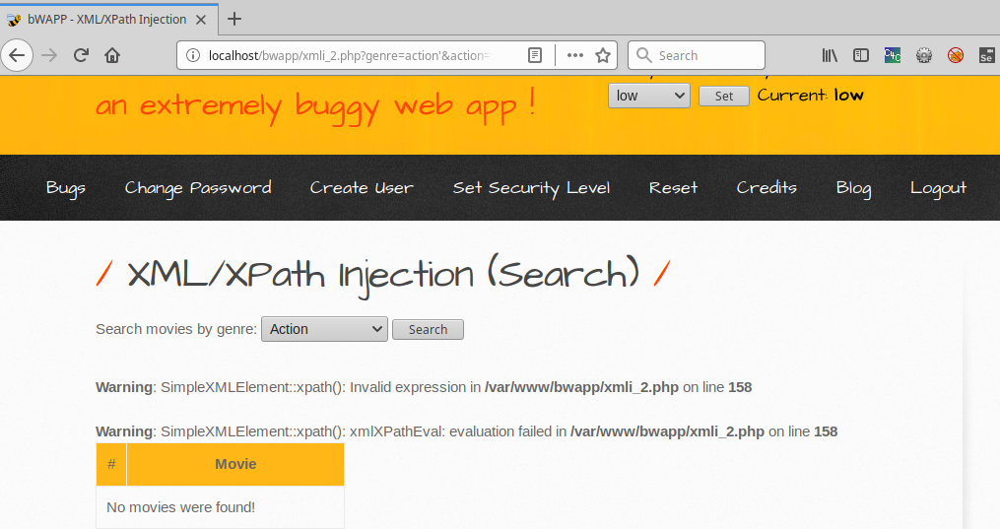 bWAPP - XML/XPath Injection
localhost/bwapp/xmli_2.php?genre=action'&action=
Search
an extremely buggy web app !
low Set Current: low
Bugs Change Password Create User Set Security Level Reset Credits Blog Logout
/ XML/XPath Injection (Search) /
Search movies by genre: Action Search
Warning: SimpleXMLElement::xpath(): Invalid expression in /var/www/bwapp/xmli_2.php on line 158
Warning: SimpleXMLElement::xpath(): xmlXPathEval: evaluation failed in /var/www/bwapp/xmli_2.php on line 158
# Movie
No movies were found!